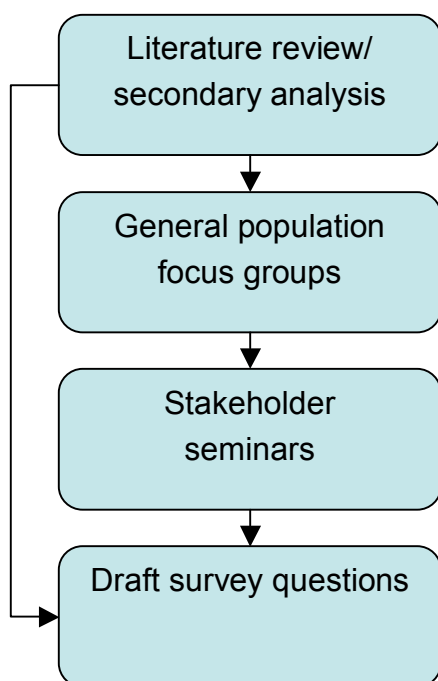 Literature review/
secondary analysis
General population
focus groups
Stakeholder
seminars
Draft survey questions